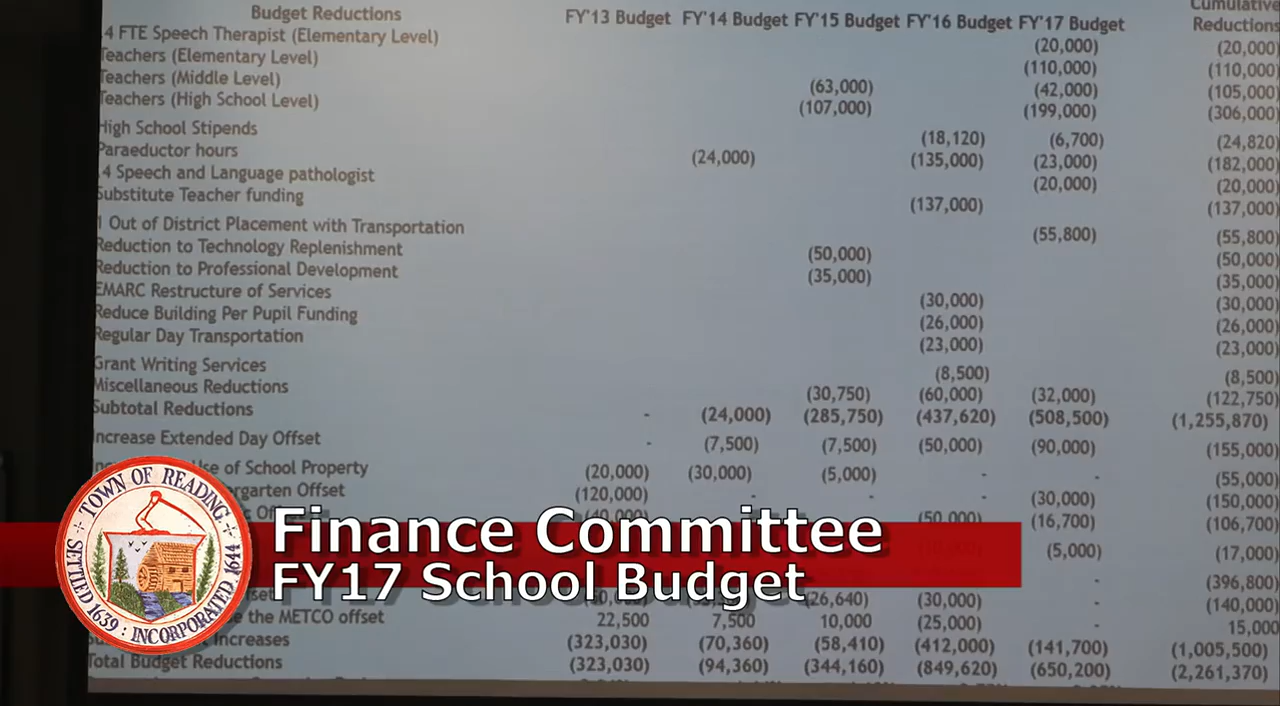 Budget Reductions FY'13 Budget FY'14 Budget FY'15 Budget FY'16 Budget FY'17 Budget Cumulative Reductions
.4 FTE Speech Therapist (Elementary Level) (20,000) (20,000)
Teachers (Elementary Level) (110,000) (110,000)
Teachers (Middle Level) (63,000) (42,000) (105,000)
Teachers (High School Level) (107,000) (199,000) (306,000)
High School Stipends (18,120) (6,700) (24,820)
Paraeductor hours (24,000) (135,000) (23,000) (182,000)
.4 Speech and Language pathologist (20,000) (20,000)
Substitute Teacher funding (137,000) (137,000)
1 Out of District Placement with Transportation (55,800) (55,800)
Reduction to Technology Replenishment (50,000) (50,000)
Reduction to Professional Development (35,000) (35,000)
EMARC Restructure of Services (30,000) (30,000)
Reduce Building Per Pupil Funding (26,000) (26,000)
Regular Day Transportation (23,000) (23,000)
Grant Writing Services (8,500) (8,500)
Miscellaneous Reductions (30,750) (60,000) (32,000) (122,750)
Subtotal Reductions - (24,000) (285,750) (437,620) (508,500) (1,255,870)
Increase Extended Day Offset - (7,500) (7,500) (50,000) (90,000) (155,000)
Use of School Property (20,000) (30,000) (5,000) - - (55,000)
Offset (120,000) - - - (30,000) (150,000)
(50,000) (16,700) (106,700)
(5,000) (17,000)
- (396,800)
(26,640) (30,000) - (140,000)
the METCO offset 22,500 7,500 10,000 (25,000) - 15,000
Increases (323,030) (70,360) (58,410) (412,000) (141,700) (1,005,500)
Total Budget Reductions (323,030) (94,360) (344,160) (849,620) (650,200) (2,261,370)
TOWN OF READING
SETTLED 1639 : INCORPORATED 1644
Finance Committee
FY17 School Budget